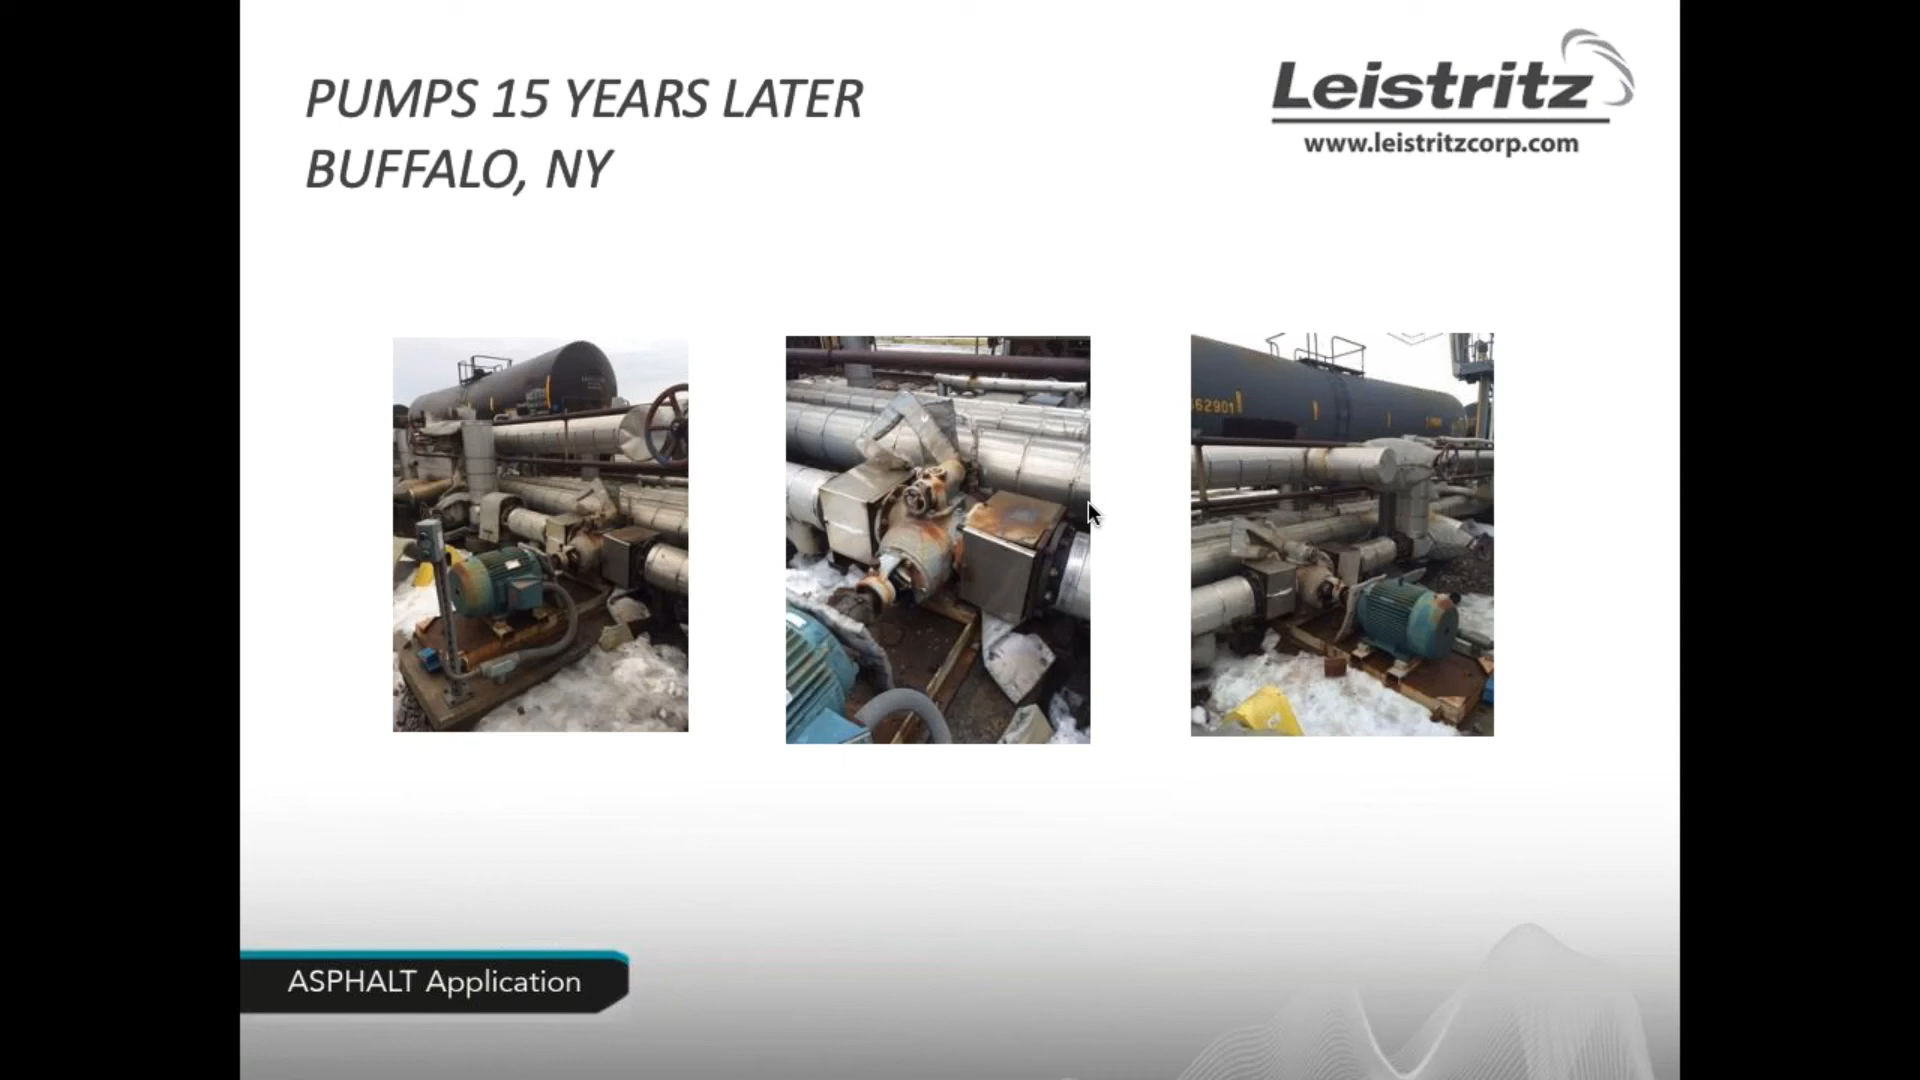 PUMPS 15 YEARS LATER
BUFFALO, NY
Leistritz
www.leistritzcorp.com
62901
ASPHALT Application